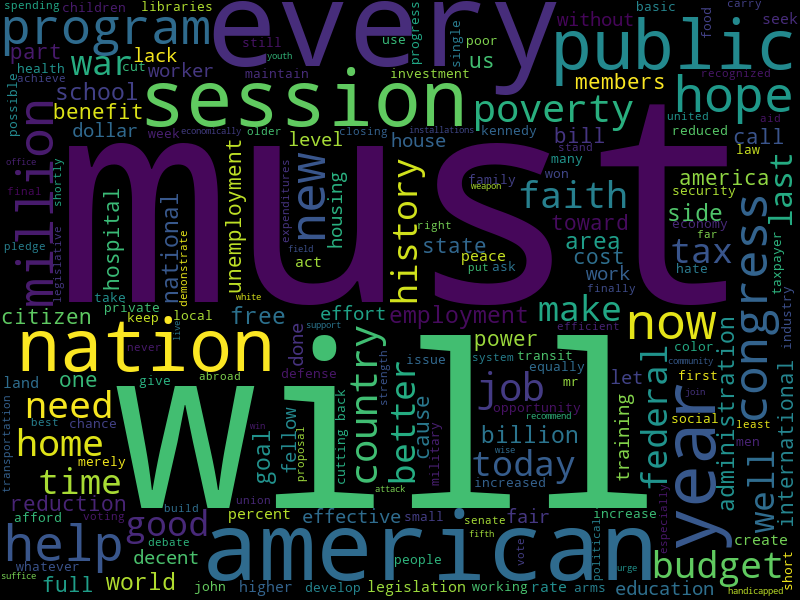 spending children libraries
program every public
progress basic food carry
use single poor without seek
still
part war lack
us members
health cut youth
worker maintain investment recognized
achieve possible
school benefit session poverty hope
week economically older closing installations kennedy
united aid
dollar level house bill reduced call
many stand law
million must
office final shortly
hospital national unemployment
expenditures housing new history
family won
weapon
faith america
security last
side economy
right toward far
pledge legislative
demonstrate
act state peace area tax
field put ask cost hate
take finally work
private white
citizen keep local free effort employment make now congress
taxpayer
industry
never live support efficient
nation done country power
color
land one issue system transit
community
defense equally mr let first
give abroad strength
join
transportation need best chance
win better job opportunity federal year
social least men
recommend
will
home merely goal fellow proposal cause
cutting back military billion training administration well international
wise
time attack today
increased
reduction build union
afford voting good percent effective small senate fair increase create
fifth
especially
debate
help decent american people vote political
budget
whatever urge
short
suffice full world john higher develop legislation working rate arms education handicapped